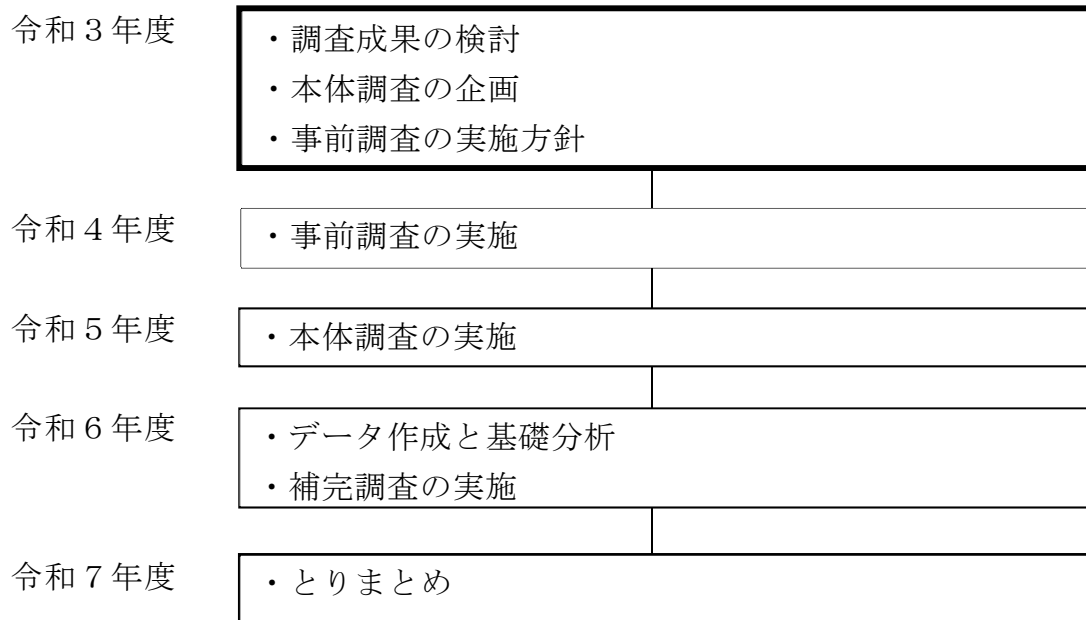 令和３年度
・調査成果の検討
・本体調査の企画
・事前調査の実施方針
令和４年度
・事前調査の実施
令和５年度
・本体調査の実施
令和６年度
・データ作成と基礎分析
・補完調査の実施
令和７年度
・とりまとめ